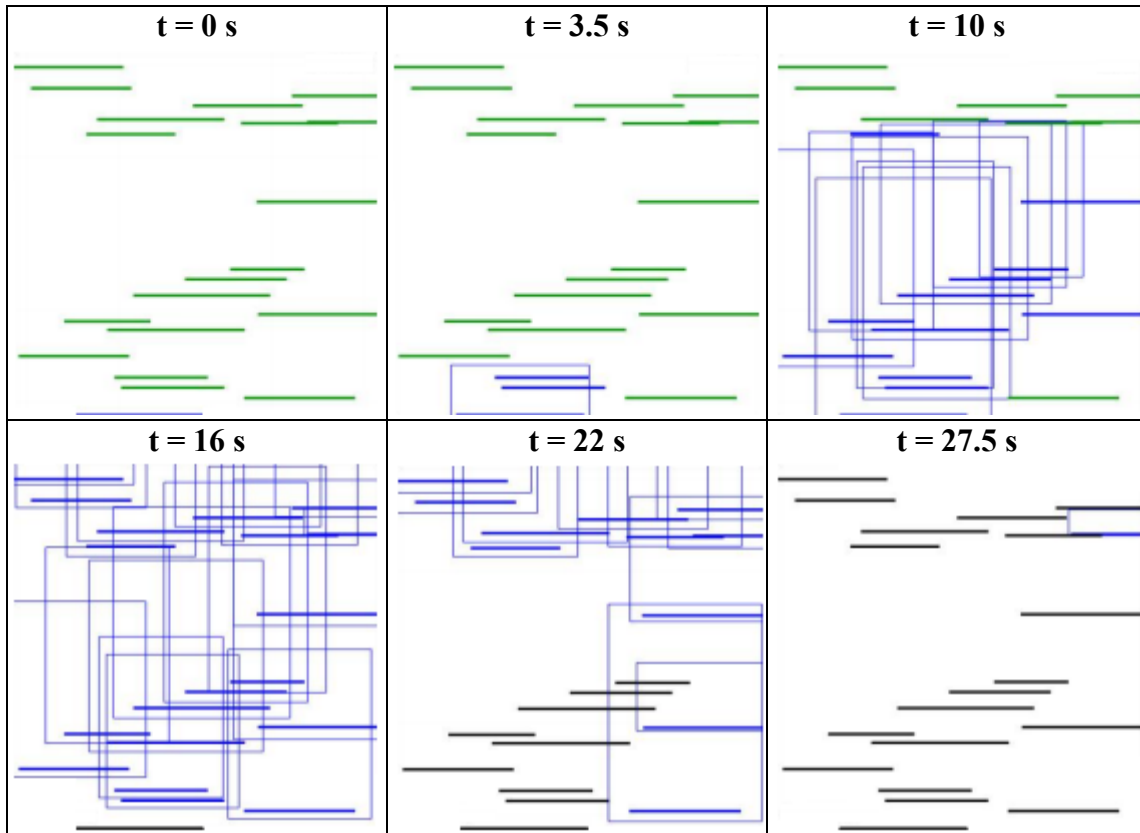 t = 0 s
t = 3.5 s
t = 10 s
t = 16 s
t = 22 s
t = 27.5 s